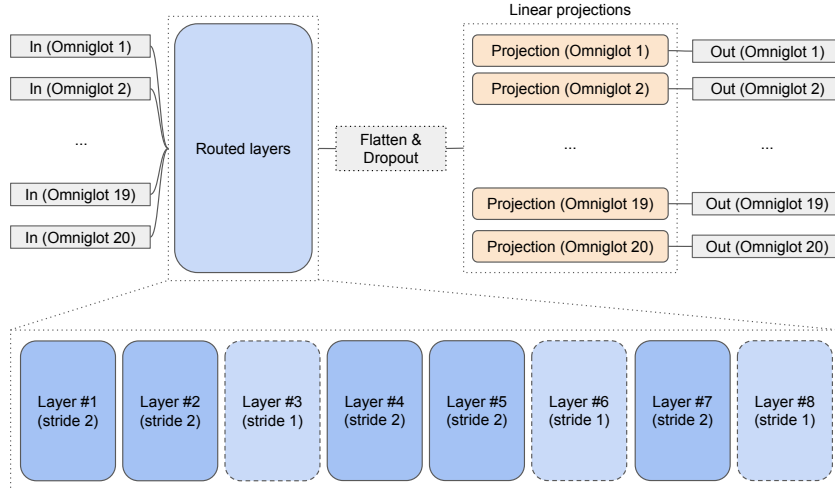 Linear projections
In (Omniglot 1)
In (Omniglot 2)
...
In (Omniglot 19)
In (Omniglot 20)
Routed layers
Flatten &
Dropout
Projection (Omniglot 1)
Projection (Omniglot 2)
...
Projection (Omniglot 19)
Projection (Omniglot 20)
Out (Omniglot 1)
Out (Omniglot 2)
...
Out (Omniglot 19)
Out (Omniglot 20)
Layer #1
(stride 2)
Layer #2
(stride 2)
Layer #3
(stride 1)
Layer #4
(stride 2)
Layer #5
(stride 2)
Layer #6
(stride 1)
Layer #7
(stride 2)
Layer #8
(stride 1)